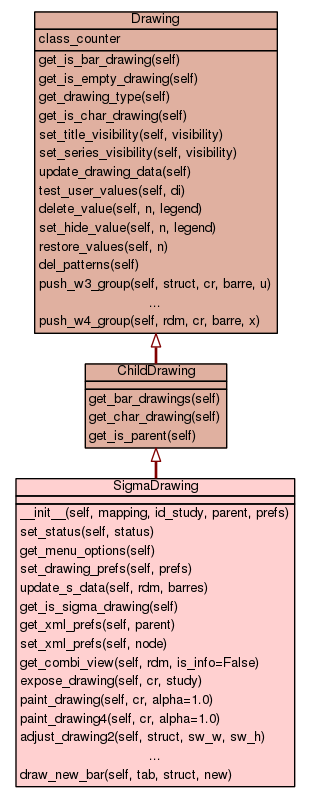 Drawing
class_counter
get_is_bar_drawing(self)
get_is_empty_drawing(self)
get_drawing_type(self)
get_is_char_drawing(self)
set_title_visibility(self, visibility)
set_series_visibility(self, visibility)
update_drawing_data(self)
test_user_values(self, di)
delete_value(self, n, legend)
set_hide_value(self, n, legend)
restore_values(self, n)
del_patterns(self)
push_w3_group(self, struct, cr, barre, u)
...
push_w4_group(self, rdm, cr, barre, x)
ChildDrawing
get_bar_drawings(self)
get_char_drawing(self)
get_is_parent(self)
SigmaDrawing
__init__(self, mapping, id_study, parent, prefs)
set_status(self, status)
get_menu_options(self)
set_drawing_prefs(self, prefs)
update_s_data(self, rdm, barres)
get_is_sigma_drawing(self)
get_xml_prefs(self, parent)
set_xml_prefs(self, node)
get_combi_view(self, rdm, is_info=False)
expose_drawing(self, cr, study)
paint_drawing(self, cr, alpha=1.0)
paint_drawing4(self, cr, alpha=1.0)
adjust_drawing2(self, struct, sw_w, sw_h)
...
draw_new_bar(self, tab, struct, new)